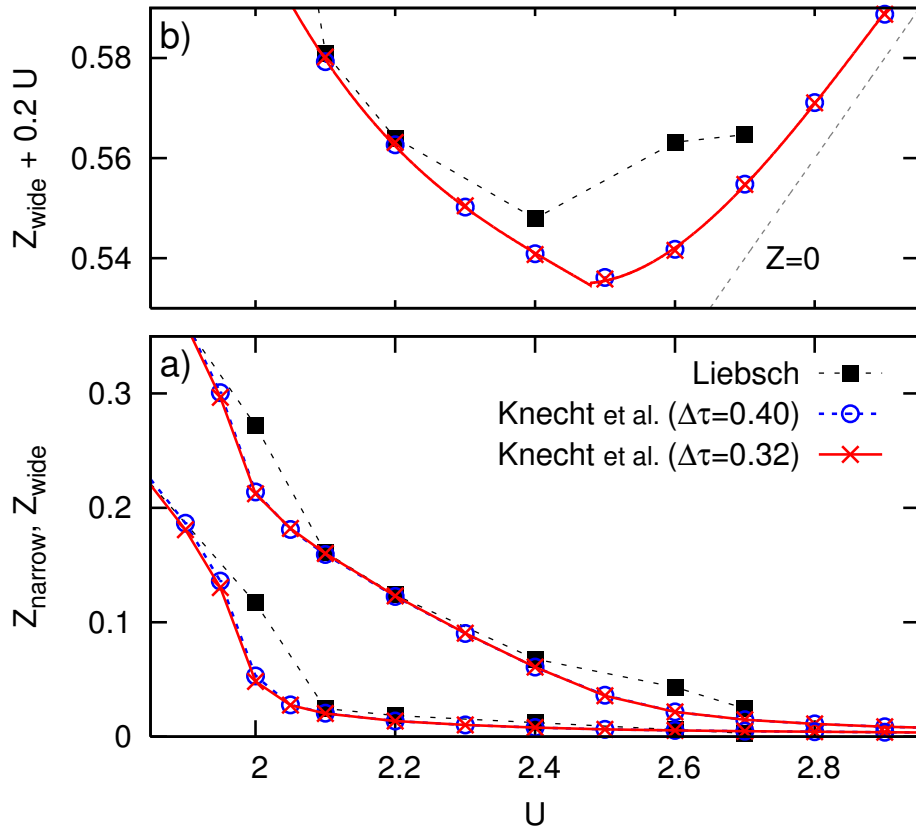 b)
0.58
0.56
0.54
Z_wide + 0.2 U
Z=0
a)
Liebsch
Knecht et al. (Δτ=0.40)
Knecht et al. (Δτ=0.32)
0.3
0.2
0.1
0
Z_narrow, Z_wide
2 2.2 2.4 2.6 2.8
U